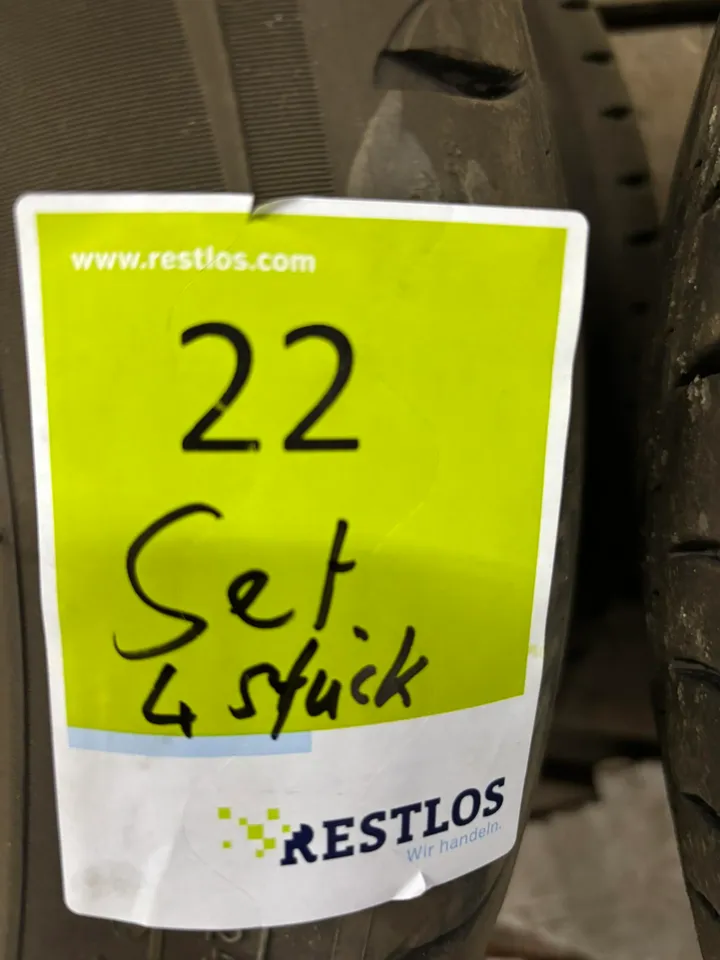 www.restlos.com
22
Set
4 Stück
RESTLOS
Wir handeln.